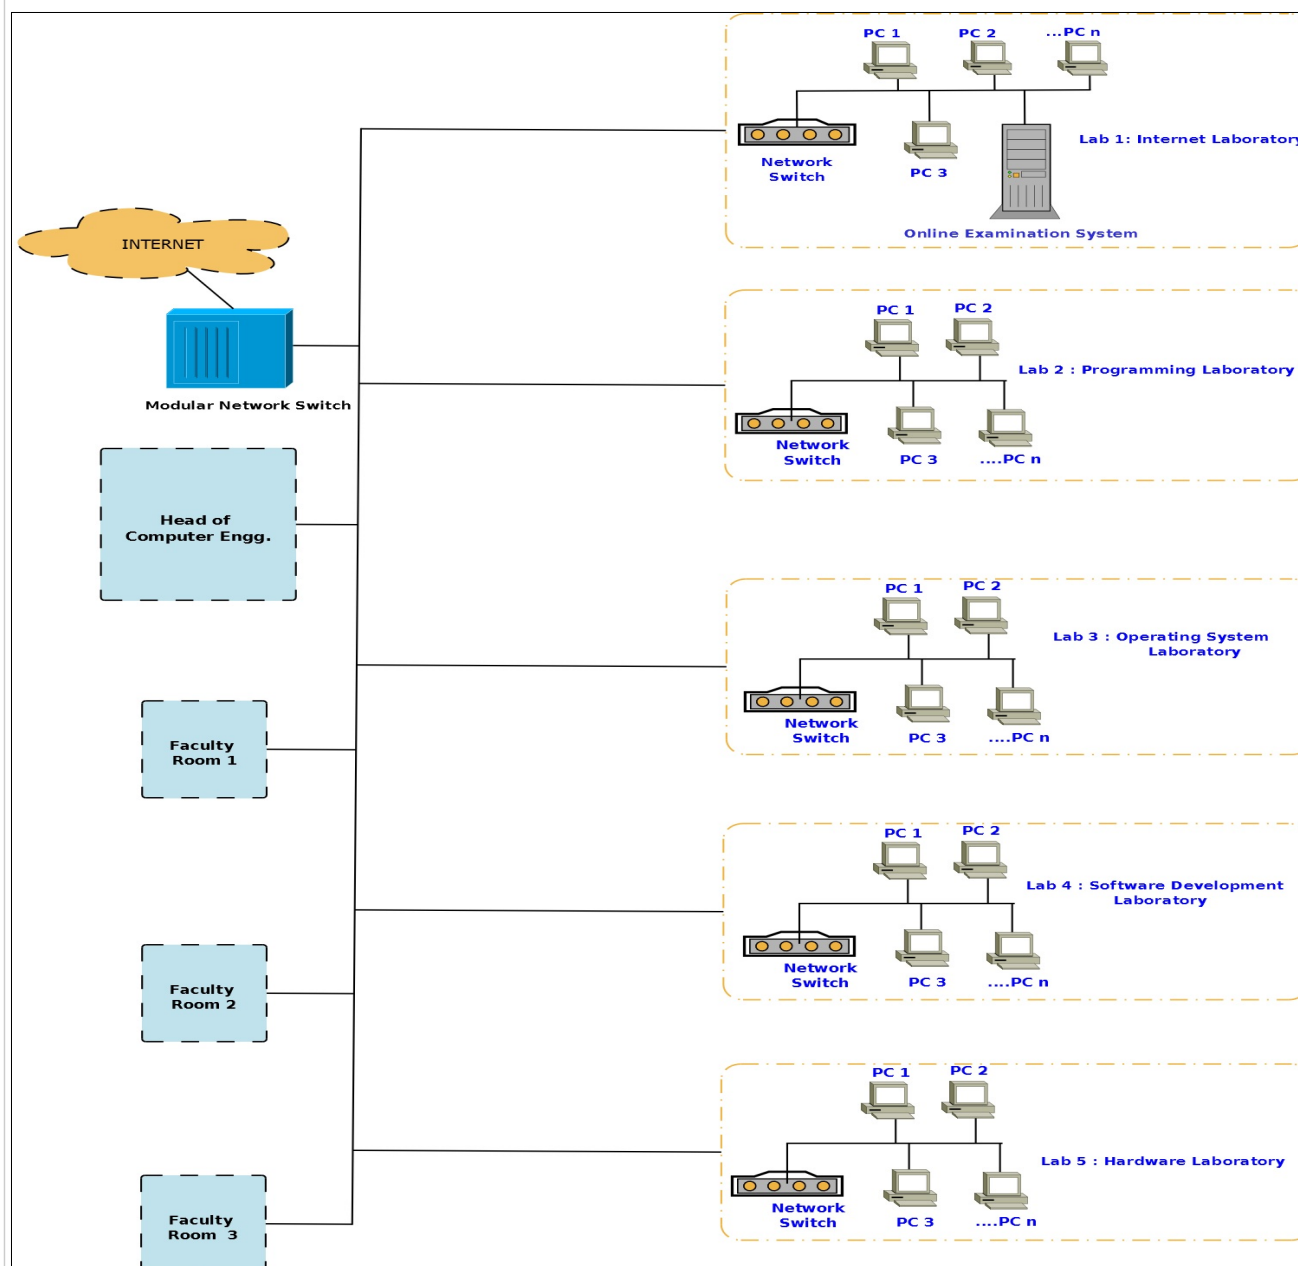 PC 1
PC 2
...PC n
Network
Switch
PC 3
Lab 1: Internet Laboratory
Online Examination System
INTERNET
Modular Network Switch
PC 1
PC 2
Lab 2 : Programming Laboratory
Network
Switch
PC 3
....PC n
Head of
Computer Engg.
PC 1
PC 2
Lab 3 : Operating System
Laboratory
Network
Switch
PC 3
....PC n
Faculty
Room 1
PC 1
PC 2
Lab 4 : Software Development
Laboratory
Network
Switch
PC 3
....PC n
Faculty
Room 2
PC 1
PC 2
Lab 5 : Hardware Laboratory
Network
Switch
PC 3
....PC n
Faculty
Room 3